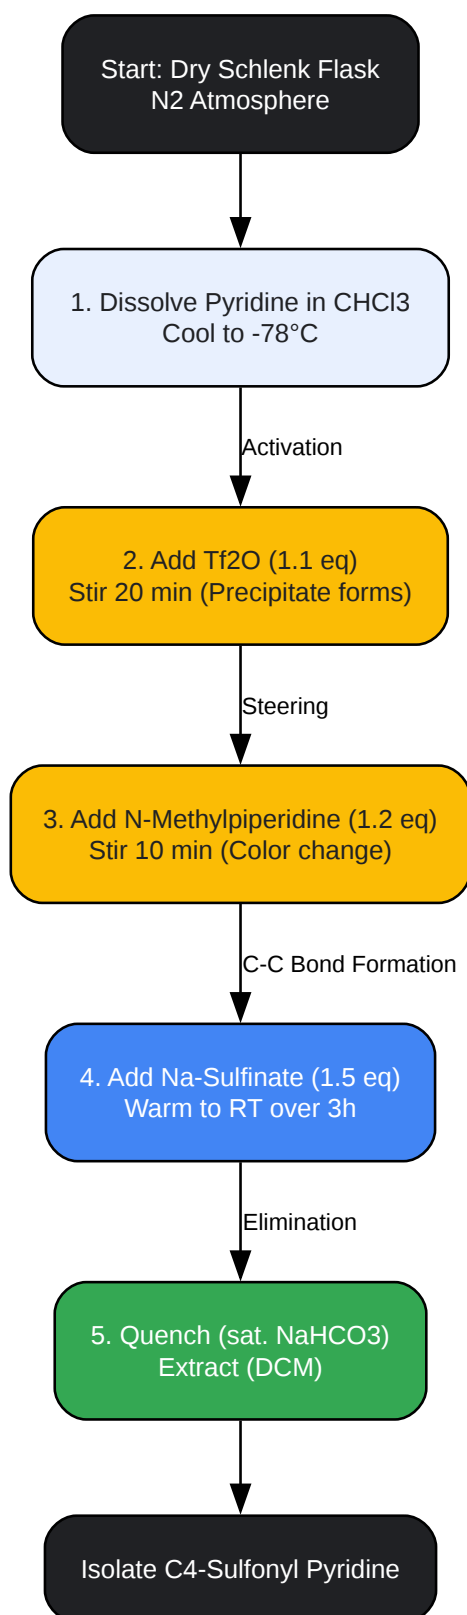 Start: Dry Schlenk Flask
N2 Atmosphere
1. Dissolve Pyridine in CHCl3
Cool to -78°C
Activation
2. Add Tf2O (1.1 eq)
Stir 20 min (Precipitate forms)
Steering
3. Add N-Methylpiperidine (1.2 eq)
Stir 10 min (Color change)
C-C Bond Formation
4. Add Na-Sulfinate (1.5 eq)
Warm to RT over 3h
Elimination
5. Quench (sat. NaHCO3)
Extract (DCM)
Isolate C4-Sulfonyl Pyridine